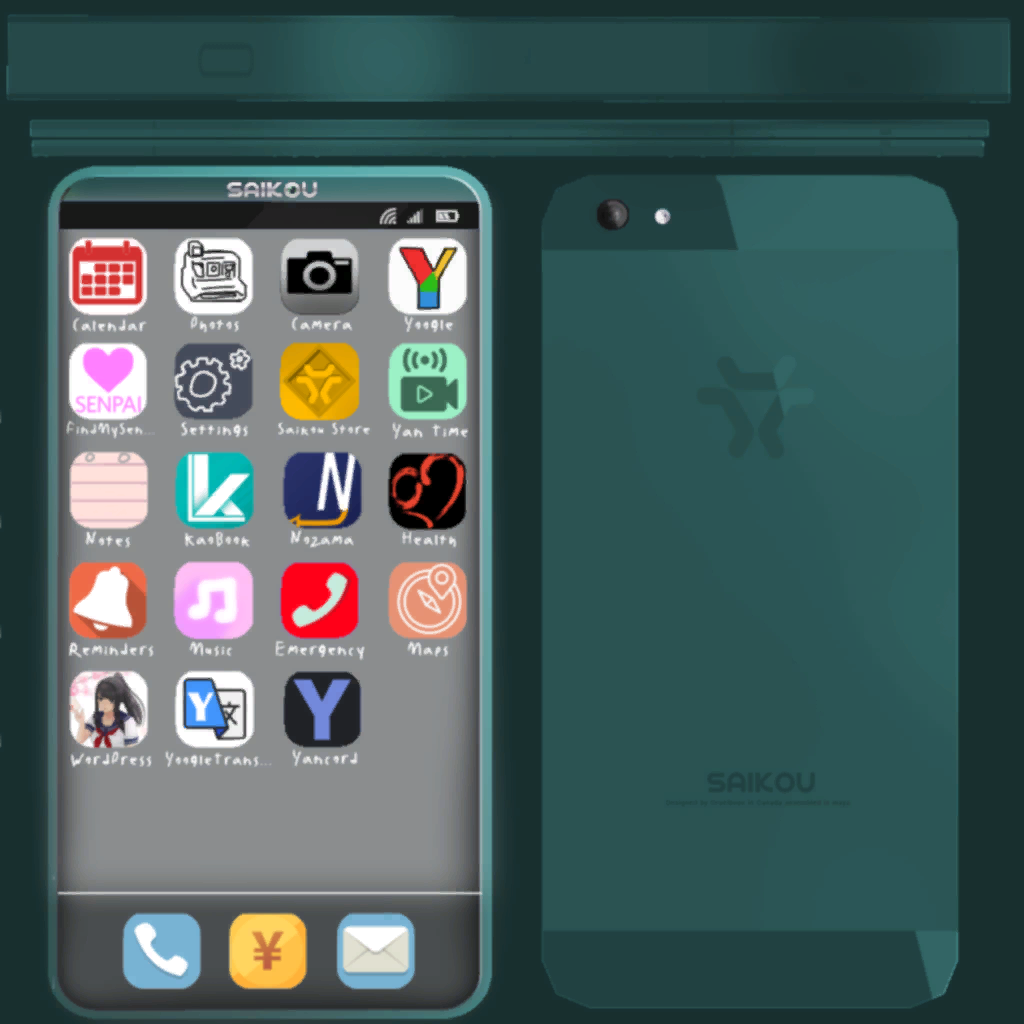 SAIKOU
Calendar Photos Camera Yoogle
SENPAI
FindMySen... Settings Saikou Store Yan Time
N
Notes KaoBook Nozama Health
Reminders Music Emergency Maps
Y 文
WordPress YoogleTrans... Yancord
¥
SAIKOU